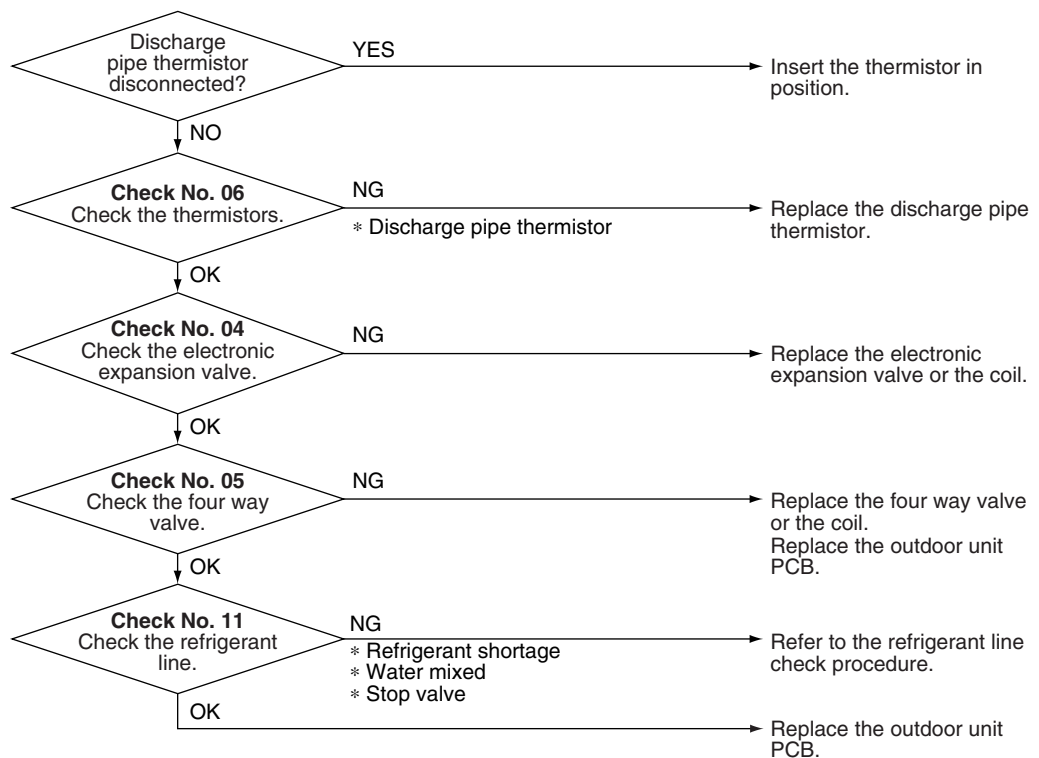 Discharge
pipe thermistor
disconnected?
YES
Insert the thermistor in
position.
NO
Check No. 06
Check the thermistors.
NG
* Discharge pipe thermistor
Replace the discharge pipe
thermistor.
OK
Check No. 04
Check the electronic
expansion valve.
NG
Replace the electronic
expansion valve or the coil.
OK
Check No. 05
Check the four way
valve.
NG
Replace the four way valve
or the coil.
Replace the outdoor unit
PCB.
OK
Check No. 11
Check the refrigerant
line.
NG
* Refrigerant shortage
* Water mixed
* Stop valve
Refer to the refrigerant line
check procedure.
OK
Replace the outdoor unit
PCB.